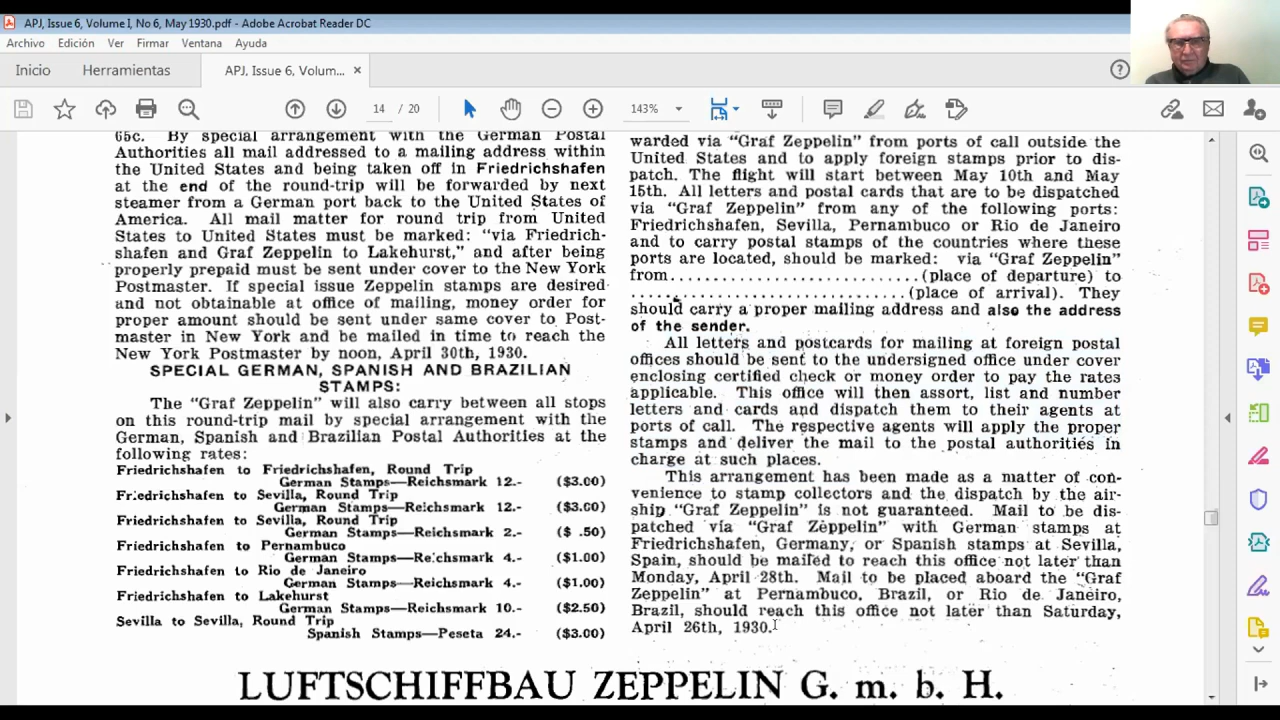 APJ, Issue 6, Volume I, No 6, May 1930.pdf - Adobe Acrobat Reader DC
Archivo Edición Ver Firmar Ventana Ayuda
Inicio Herramientas APJ, Issue 6, Volum... ×
14 / 20 143%
65c. By special arrangement with the German Postal
Authorities all mail addressed to a mailing address within
the United States and being taken off in Friedrichshafen
at the end of the round-trip will be forwarded by next
steamer from a German port back to the United States of
America. All mail matter for round trip from United
States to United States must be marked: "via Friedrich-
shafen and Graf Zeppelin to Lakehurst," and after being
properly prepaid must be sent under cover to the New York
Postmaster. If special issue Zeppelin stamps are desired
and not obtainable at office of mailing, money order for
proper amount should be sent under same cover to Post-
master in New York and be mailed in time to reach the
New York Postmaster by noon, April 30th, 1930.
SPECIAL GERMAN, SPANISH AND BRAZILIAN
STAMPS:
The "Graf Zeppelin" will also carry between all stops
on this round-trip mail by special arrangement with the
German, Spanish and Brazilian Postal Authorities at the
following rates:
Friedrichshafen to Friedrichshafen, Round Trip
German Stamps—Reichsmark 12.- ($3.00)
Friedrichshafen to Sevilla, Round Trip
German Stamps—Reichsmark 12.- ($3.00)
Friedrichshafen to Sevilla, Round Trip
German Stamps—Reichsmark 2.- ($ .50)
Friedrichshafen to Pernambuco
German Stamps—Reichsmark 4.- ($1.00)
Friedrichshafen to Rio de Janeiro
German Stamps—Reichsmark 4.- ($1.00)
Friedrichshafen to Lakehurst
German Stamps—Reichsmark 10.- ($2.50)
Sevilla to Sevilla, Round Trip
Spanish Stamps—Peseta 24.- ($3.00)
warded via "Graf Zeppelin" from ports of call outside the
United States and to apply foreign stamps prior to dis-
patch. The flight will start between May 10th and May
15th. All letters and postal cards that are to be dispatched
via "Graf Zeppelin" from any of the following ports:
Friedrichshafen, Sevilla, Pernambuco or Rio de Janeiro
and to carry postal stamps of the countries where these
ports are located, should be marked: via "Graf Zeppelin"
from..............................(place of departure) to
.................................(place of arrival). They
should carry a proper mailing address and also the address
of the sender.
All letters and postcards for mailing at foreign postal
offices should be sent to the undersigned office under cover
enclosing certified check or money order to pay the rates
applicable. This office will then assort, list and number
letters and cards and dispatch them to their agents at
ports of call. The respective agents will apply the proper
stamps and deliver the mail to the postal authorities in
charge at such places.
This arrangement has been made as a matter of con-
venience to stamp collectors and the dispatch by the air-
ship "Graf Zeppelin" is not guaranteed. Mail to be dis-
patched via "Graf Zeppelin" with German stamps at
Friedrichshafen, Germany, or Spanish stamps at Sevilla,
Spain, should be mailed to reach this office not later than
Monday, April 28th. Mail to be placed aboard the "Graf
Zeppelin" at Pernambuco, Brazil, or Rio de Janeiro,
Brazil, should reach this office not later than Saturday,
April 26th, 1930.
LUFTSCHIFFBAU ZEPPELIN G. m. b. H.